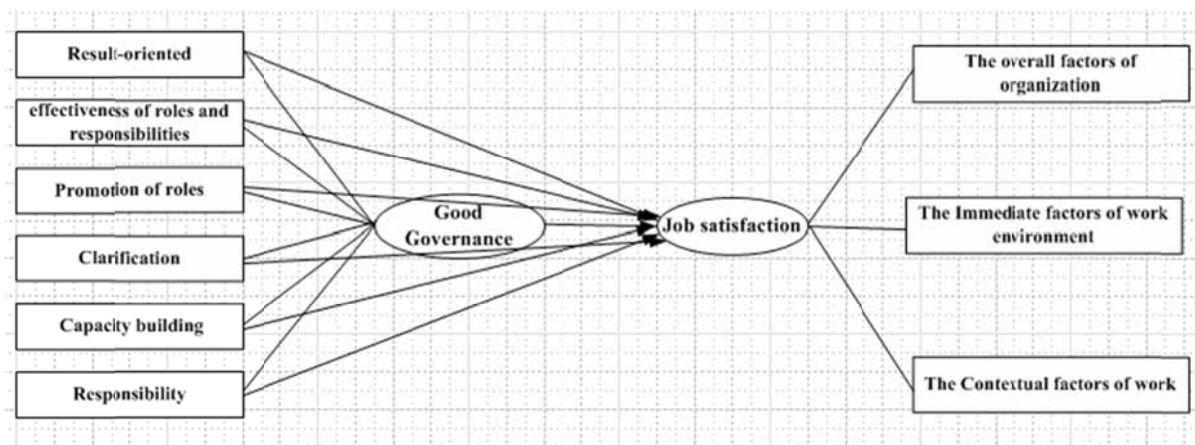 Result-oriented
effectiveness of roles and
responsibilities
Promotion of roles
Clarification
Capacity building
Responsibility
Good
Governance
Job satisfaction
The overall factors of
organization
The Immediate factors of work
environment
The Contextual factors of work